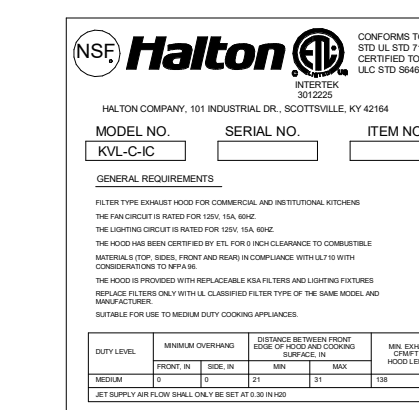 NSF Halton ETL CONFORMS TO
STD UL STD 71
CERTIFIED TO
ULC STD S646
INTERTEK
3012225
HALTON COMPANY, 101 INDUSTRIAL DR., SCOTTSVILLE, KY 42164
MODEL NO. SERIAL NO. ITEM NO
KVL-C-IC
GENERAL REQUIREMENTS
FILTER TYPE EXHAUST HOOD FOR COMMERCIAL AND INSTITUTIONAL KITCHENS
THE FAN CIRCUIT IS RATED FOR 125V, 15A, 60HZ.
THE LIGHTING CIRCUIT IS RATED FOR 125V, 15A, 60HZ.
THE HOOD HAS BEEN CERTIFIED BY ETL FOR 0 INCH CLEARANCE TO COMBUSTIBLE
MATERIALS (TOP, SIDES, FRONT AND REAR) IN COMPLIANCE WITH UL710 WITH
CONSIDERATIONS TO NFPA 96.
THE HOOD IS PROVIDED WITH REPLACEABLE KSA FILTERS AND LIGHTING FIXTURES
REPLACE FILTERS ONLY WITH UL CLASSIFIED FILTER TYPE OF THE SAME MODEL AND
MANUFACTURER.
SUITABLE FOR USE TO MEDIUM DUTY COOKING APPLIANCES.
DUTY LEVEL MINIMUM OVERHANG DISTANCE BETWEEN FRONT
EDGE OF HOOD AND COOKING
SURFACE, IN MIN. EXH
CFM/FT
HOOD LE
FRONT, IN SIDE, IN MIN MAX
MEDIUM 0 0 21 31 138
JET SUPPLY AIR FLOW SHALL ONLY BE SET AT 0.30 IN H20